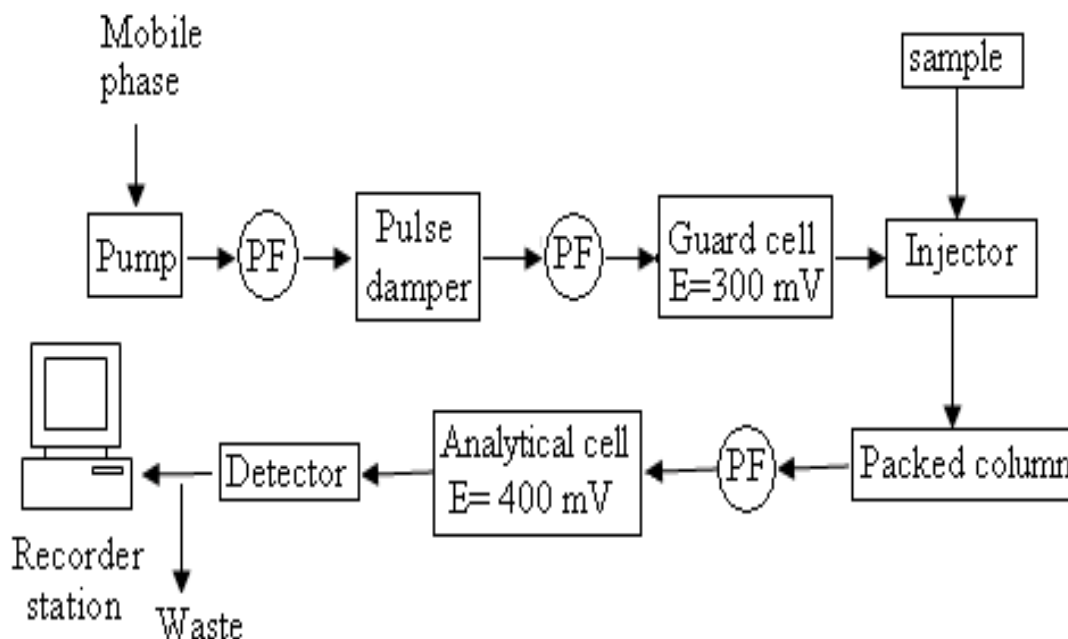 Mobile
phase
sample
Pump
PF
Pulse
damper
PF
Guard cell
E=300 mV
Injector
Packed column
PF
Analytical cell
E= 400 mV
Detector
Recorder
station
Waste